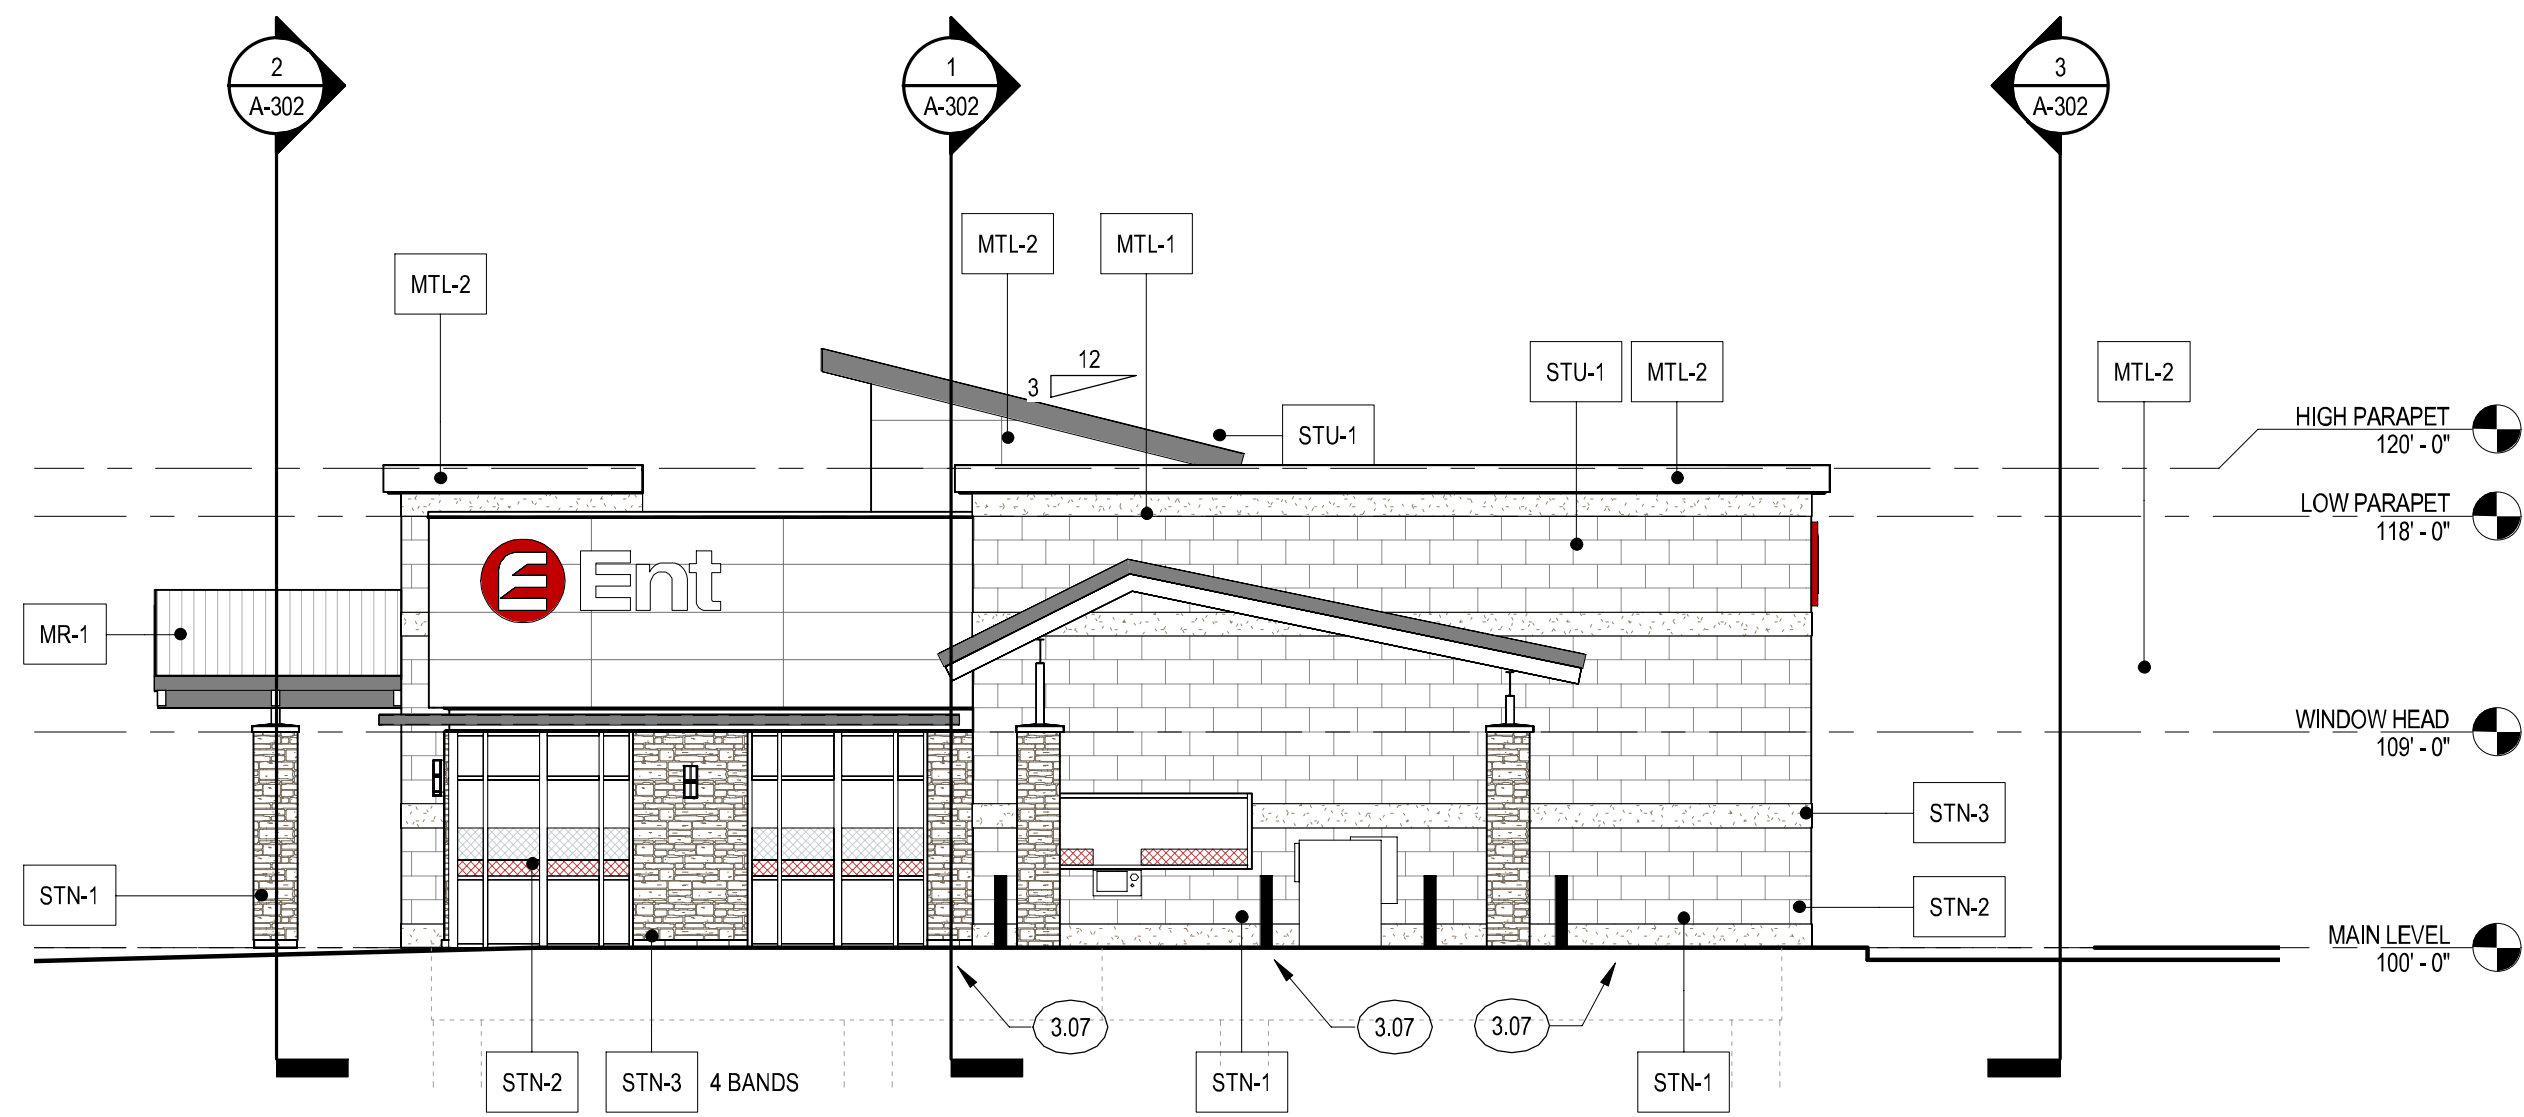 2
A-302
1
A-302
3
A-302
MTL-2
MTL-1
MTL-2
12
3
STU-1
MTL-2
MTL-2
STU-1
HIGH PARAPET
120' - 0"
LOW PARAPET
118' - 0"
Ent
MR-1
WINDOW HEAD
109' - 0"
STN-3
STN-1
STN-2
MAIN LEVEL
100' - 0"
3.07
3.07
3.07
STN-2
STN-3 4 BANDS
STN-1
STN-1